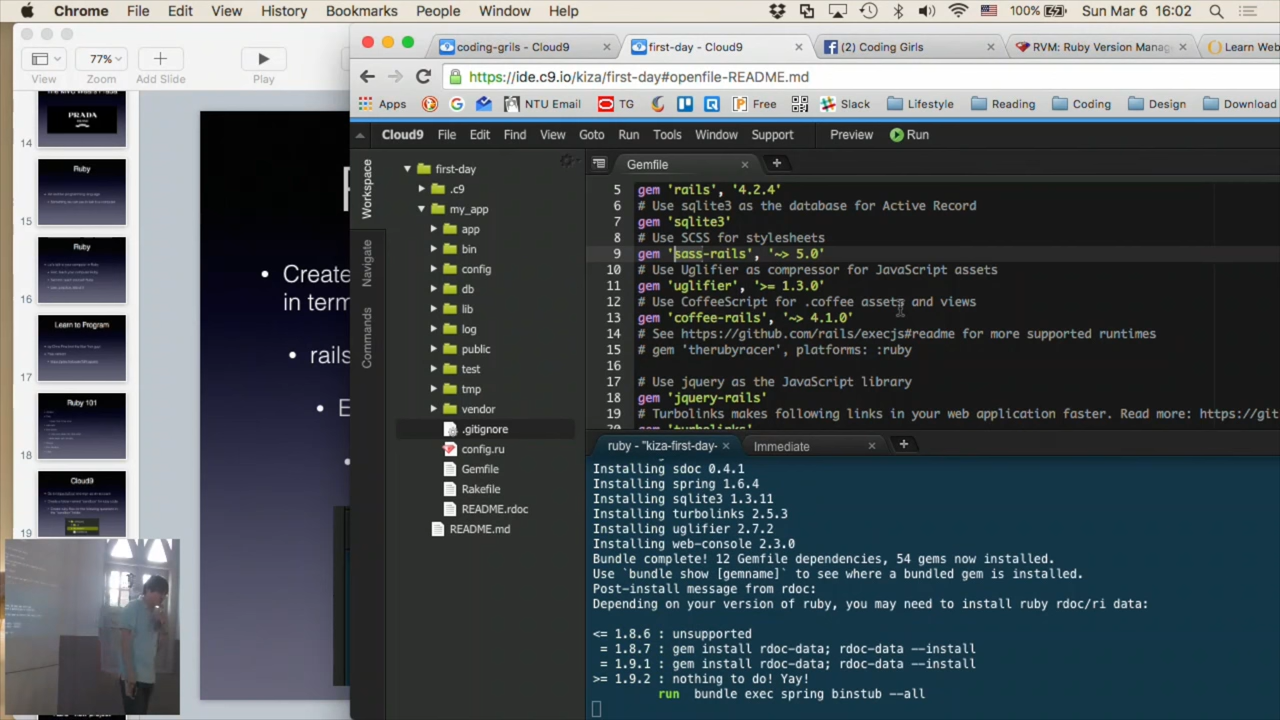 Chrome File Edit View History Bookmarks People Window Help 100% Sun Mar 6 16:02
77%
View Zoom Add Slide Play
coding-grils - Cloud9 first-day - Cloud9 (2) Coding Girls RVM: Ruby Version Mana Learn Web
https://ide.c9.io/kiza/first-day#openfile-README.md
Apps NTU Email TG Free Slack Lifestyle Reading Coding Design Download
Cloud9 File Edit Find View Goto Run Tools Window Support Preview Run
PRADA
14
Ruby
15
Ruby
16
Learn to Program
17
Ruby 101
18
Cloud9
19
Create
in term
rails
E
Workspace
Navigate
Commands
first-day
.c9
my_app
app
bin
config
db
lib
log
public
test
tmp
vendor
.gitignore
config.ru
Gemfile
Rakefile
README.rdoc
README.md
Gemfile
5 gem 'rails', '4.2.4'
6 # Use sqlite3 as the database for Active Record
7 gem 'sqlite3'
8 # Use SCSS for stylesheets
9 gem 'sass-rails', '~> 5.0'
10 # Use Uglifier as compressor for JavaScript assets
11 gem 'uglifier', '>= 1.3.0'
12 # Use CoffeeScript for .coffee assets and views
13 gem 'coffee-rails', '~> 4.1.0'
14 # See https://github.com/rails/execjs#readme for more supported runtimes
15 # gem 'therubyracer', platforms: :ruby
16
17 # Use jquery as the JavaScript library
18 gem 'jquery-rails'
19 # Turbolinks makes following links in your web application faster. Read more: https://gi
ruby - "kiza-first-day- Immediate
Installing sdoc 0.4.1
Installing spring 1.6.4
Installing sqlite3 1.3.11
Installing turbolinks 2.5.3
Installing uglifier 2.7.2
Installing web-console 2.3.0
Bundle complete! 12 Gemfile dependencies, 54 gems now installed.
Use `bundle show [gemname]` to see where a bundled gem is installed.
Post-install message from rdoc:
Depending on your version of ruby, you may need to install ruby rdoc/ri data:
<= 1.8.6 : unsupported
= 1.8.7 : gem install rdoc-data; rdoc-data --install
= 1.9.1 : gem install rdoc-data; rdoc-data --install
>= 1.9.2 : nothing to do! Yay!
run bundle exec spring binstub --all